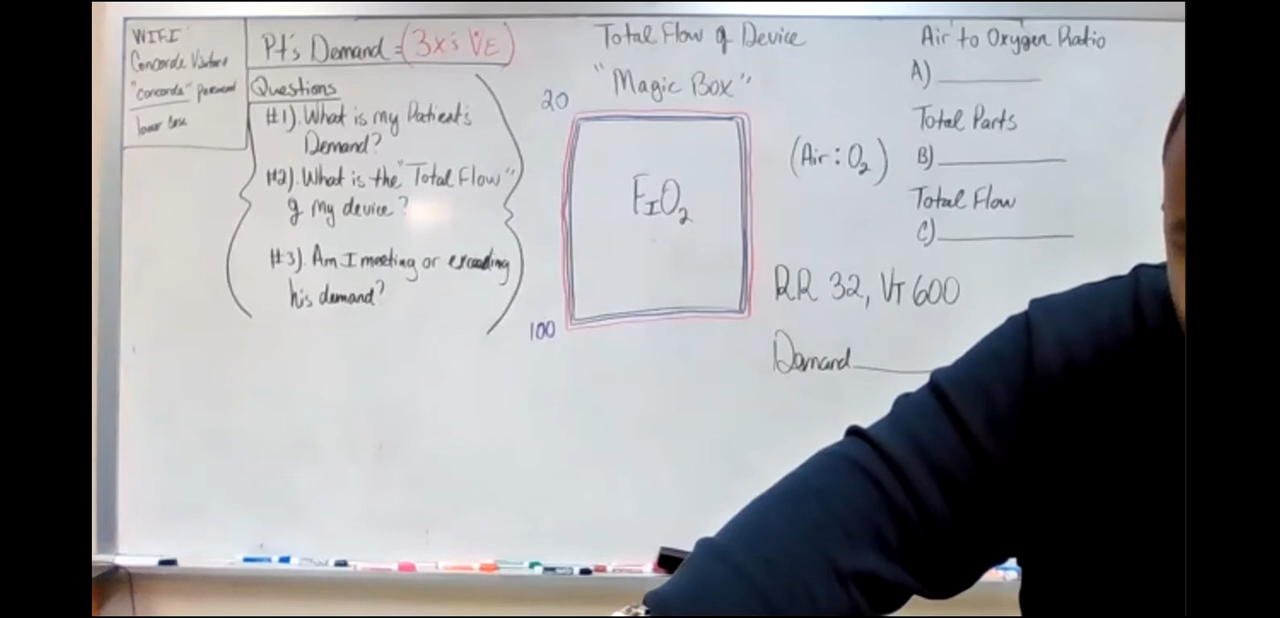 WIFI
Concorde Visitors
"concorde" password
lower case
Pt's Demand = (3x's V̇E)
Questions
#1). What is my Patient's
Demand?
#2). What is the "Total Flow"
of my device?
#3). Am I meeting or exceeding
his demand?
Total Flow of Device
"Magic Box"
20
FIO2
100
(Air : O2)
Air to Oxygen Ratio
A)
Total Parts
B)
Total Flow
C)
RR 32, VT 600
Demand